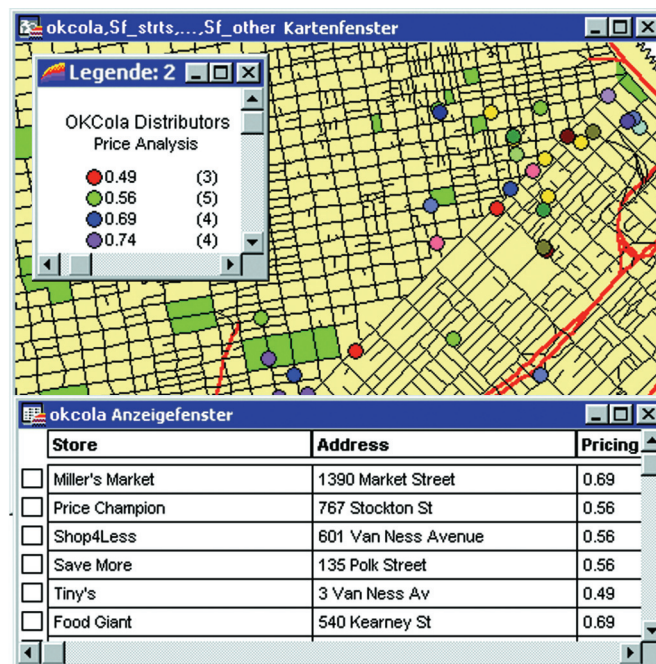 okcola,Sf_strts,...,Sf_other Kartenfenster
Legende: 2
OKCola Distributors
Price Analysis
0.49 (3)
0.56 (5)
0.69 (4)
0.74 (4)
okcola Anzeigefenster
Store Address Pricing
Miller's Market 1390 Market Street 0.69
Price Champion 767 Stockton St 0.56
Shop4Less 601 Van Ness Avenue 0.56
Save More 135 Polk Street 0.56
Tiny's 3 Van Ness Av 0.49
Food Giant 540 Kearney St 0.69